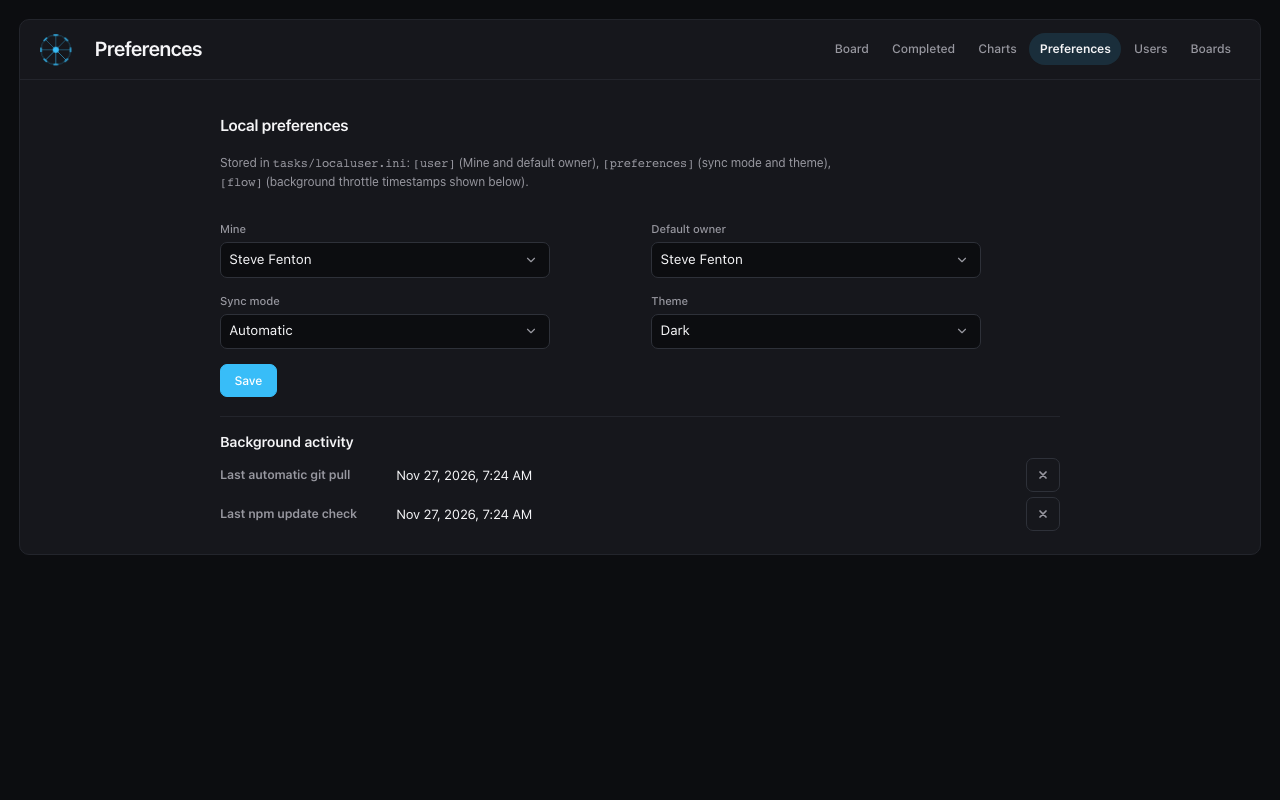 Preferences
Board
Completed
Charts
Preferences
Users
Boards
Local preferences
Stored in tasks/localuser.ini: [user] (Mine and default owner), [preferences] (sync mode and theme),
[flow] (background throttle timestamps shown below).
Mine
Default owner
Steve Fenton
Steve Fenton
Sync mode
Theme
Automatic
Dark
Save
Background activity
Last automatic git pull
Nov 27, 2026, 7:24 AM
Last npm update check
Nov 27, 2026, 7:24 AM